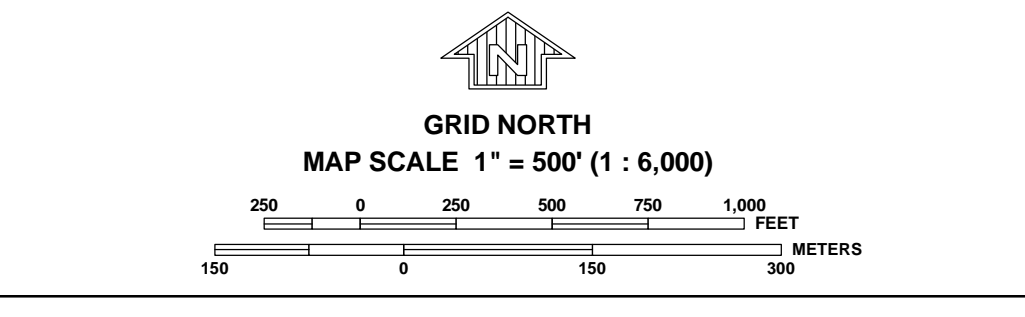 N
GRID NORTH
MAP SCALE 1" = 500' (1 : 6,000)
250 0 250 500 750 1,000
FEET
METERS
150 0 150 300